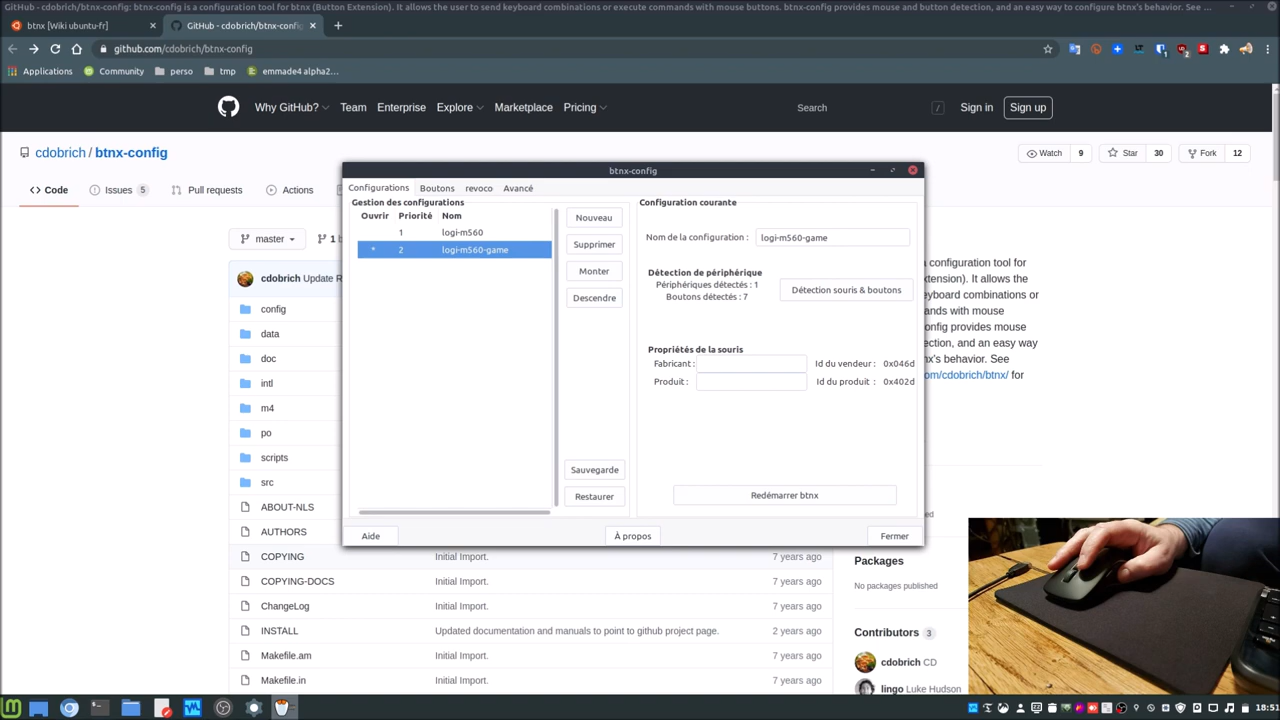 GitHub - cdobrich/btnx-config: btnx-config is a configuration tool for btnx (Button Extension). It allows the user to send keyboard combinations or execute commands with mouse buttons. btnx-config provides mouse and button detection, and an easy way to configure btnx's behavior. See ...
btnx [Wiki ubuntu-fr]
GitHub - cdobrich/btnx-config:
github.com/cdobrich/btnx-config
Applications Community perso tmp emmade4 alpha2...
Why GitHub? Team Enterprise Explore Marketplace Pricing Search / Sign in Sign up
cdobrich / btnx-config
Watch 9 Star 30 Fork 12
Code Issues 5 Pull requests Actions
master 1
cdobrich Update
config
data
doc
intl
m4
po
scripts
src
ABOUT-NLS
AUTHORS
COPYING Initial Import. 7 years ago
COPYING-DOCS Initial Import. 7 years ago
ChangeLog Initial Import. 7 years ago
INSTALL Updated documentation and manuals to point to github project page. 2 years ago
Makefile.am Initial Import. 7 years ago
Makefile.in Initial Import. 7 years ago
btnx-config
Configurations Boutons revoco Avancé
Gestion des configurations
Ouvrir Priorité Nom
1 logi-m560
* 2 logi-m560-game
Nouveau
Supprimer
Monter
Descendre
Sauvegarde
Restaurer
Configuration courante
Nom de la configuration : logi-m560-game
Détection de périphérique
Périphériques détectés : 1
Boutons détectés : 7
Détection souris & boutons
Propriétés de la souris
Fabricant : Id du vendeur : 0x046d
Produit : Id du produit : 0x402d
Redémarrer btnx
Aide À propos Fermer
a configuration tool for
xtension). It allows the
eyboard combinations or
ands with mouse
onfig provides mouse
ection, and an easy way
nx's behavior. See
om/cdobrich/btnx/ for
Packages
No packages published
Contributors 3
cdobrich CD
lingo Luke Hudson
18:51